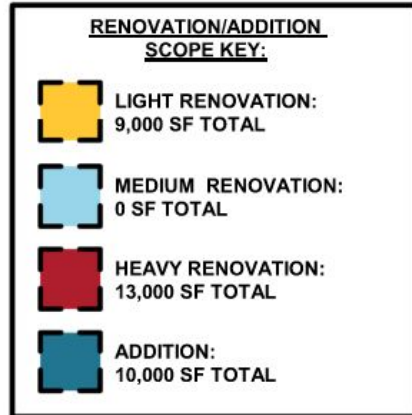 RENOVATION/ADDITION
SCOPE KEY:
LIGHT RENOVATION:
9,000 SF TOTAL
MEDIUM RENOVATION:
0 SF TOTAL
HEAVY RENOVATION:
13,000 SF TOTAL
ADDITION:
10,000 SF TOTAL